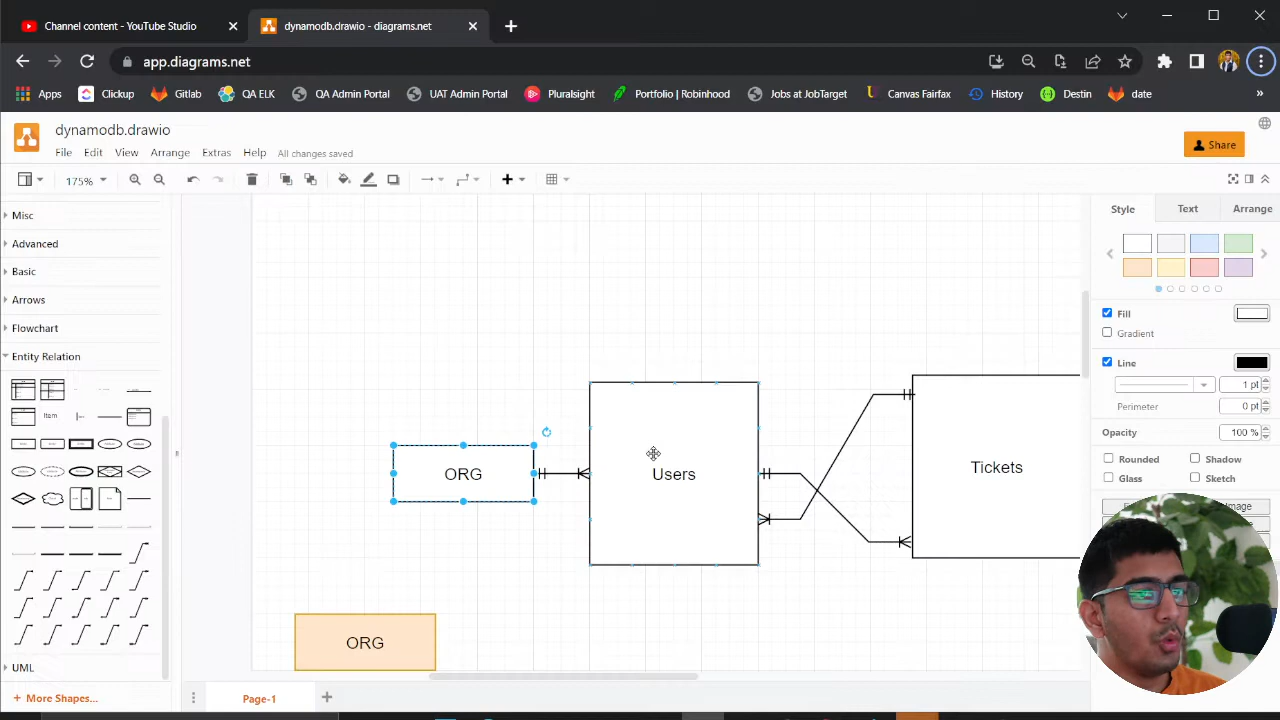 Channel content - YouTube Studio
dynamodb.drawio - diagrams.net
app.diagrams.net
Apps
Clickup
Gitlab
QA ELK
QA Admin Portal
UAT Admin Portal
Pluralsight
Portfolio | Robinhood
Jobs at JobTarget
Canvas Fairfax
History
Destin
date
»
dynamodb.drawio
File Edit View Arrange Extras Help All changes saved
Share
175%
Misc
Advanced
Basic
Arrows
Flowchart
Entity Relation
Item
UML
+ More Shapes...
ORG
Users
Tickets
ORG
Page-1
Style
Text
Arrange
Fill
Gradient
Line
1 pt
Perimeter
0 pt
Opacity
100 %
Rounded
Shadow
Glass
Sketch